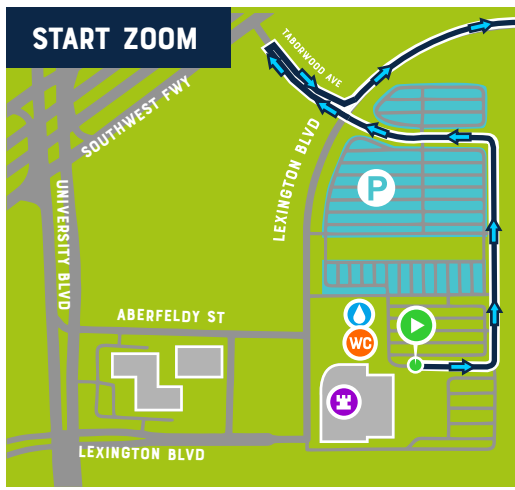 START ZOOM
TABORWOOD AVE
SOUTHWEST FWY
LEXINGTON BLVD
UNIVERSITY BLVD
P
ABERFELDY ST
WC
LEXINGTON BLVD